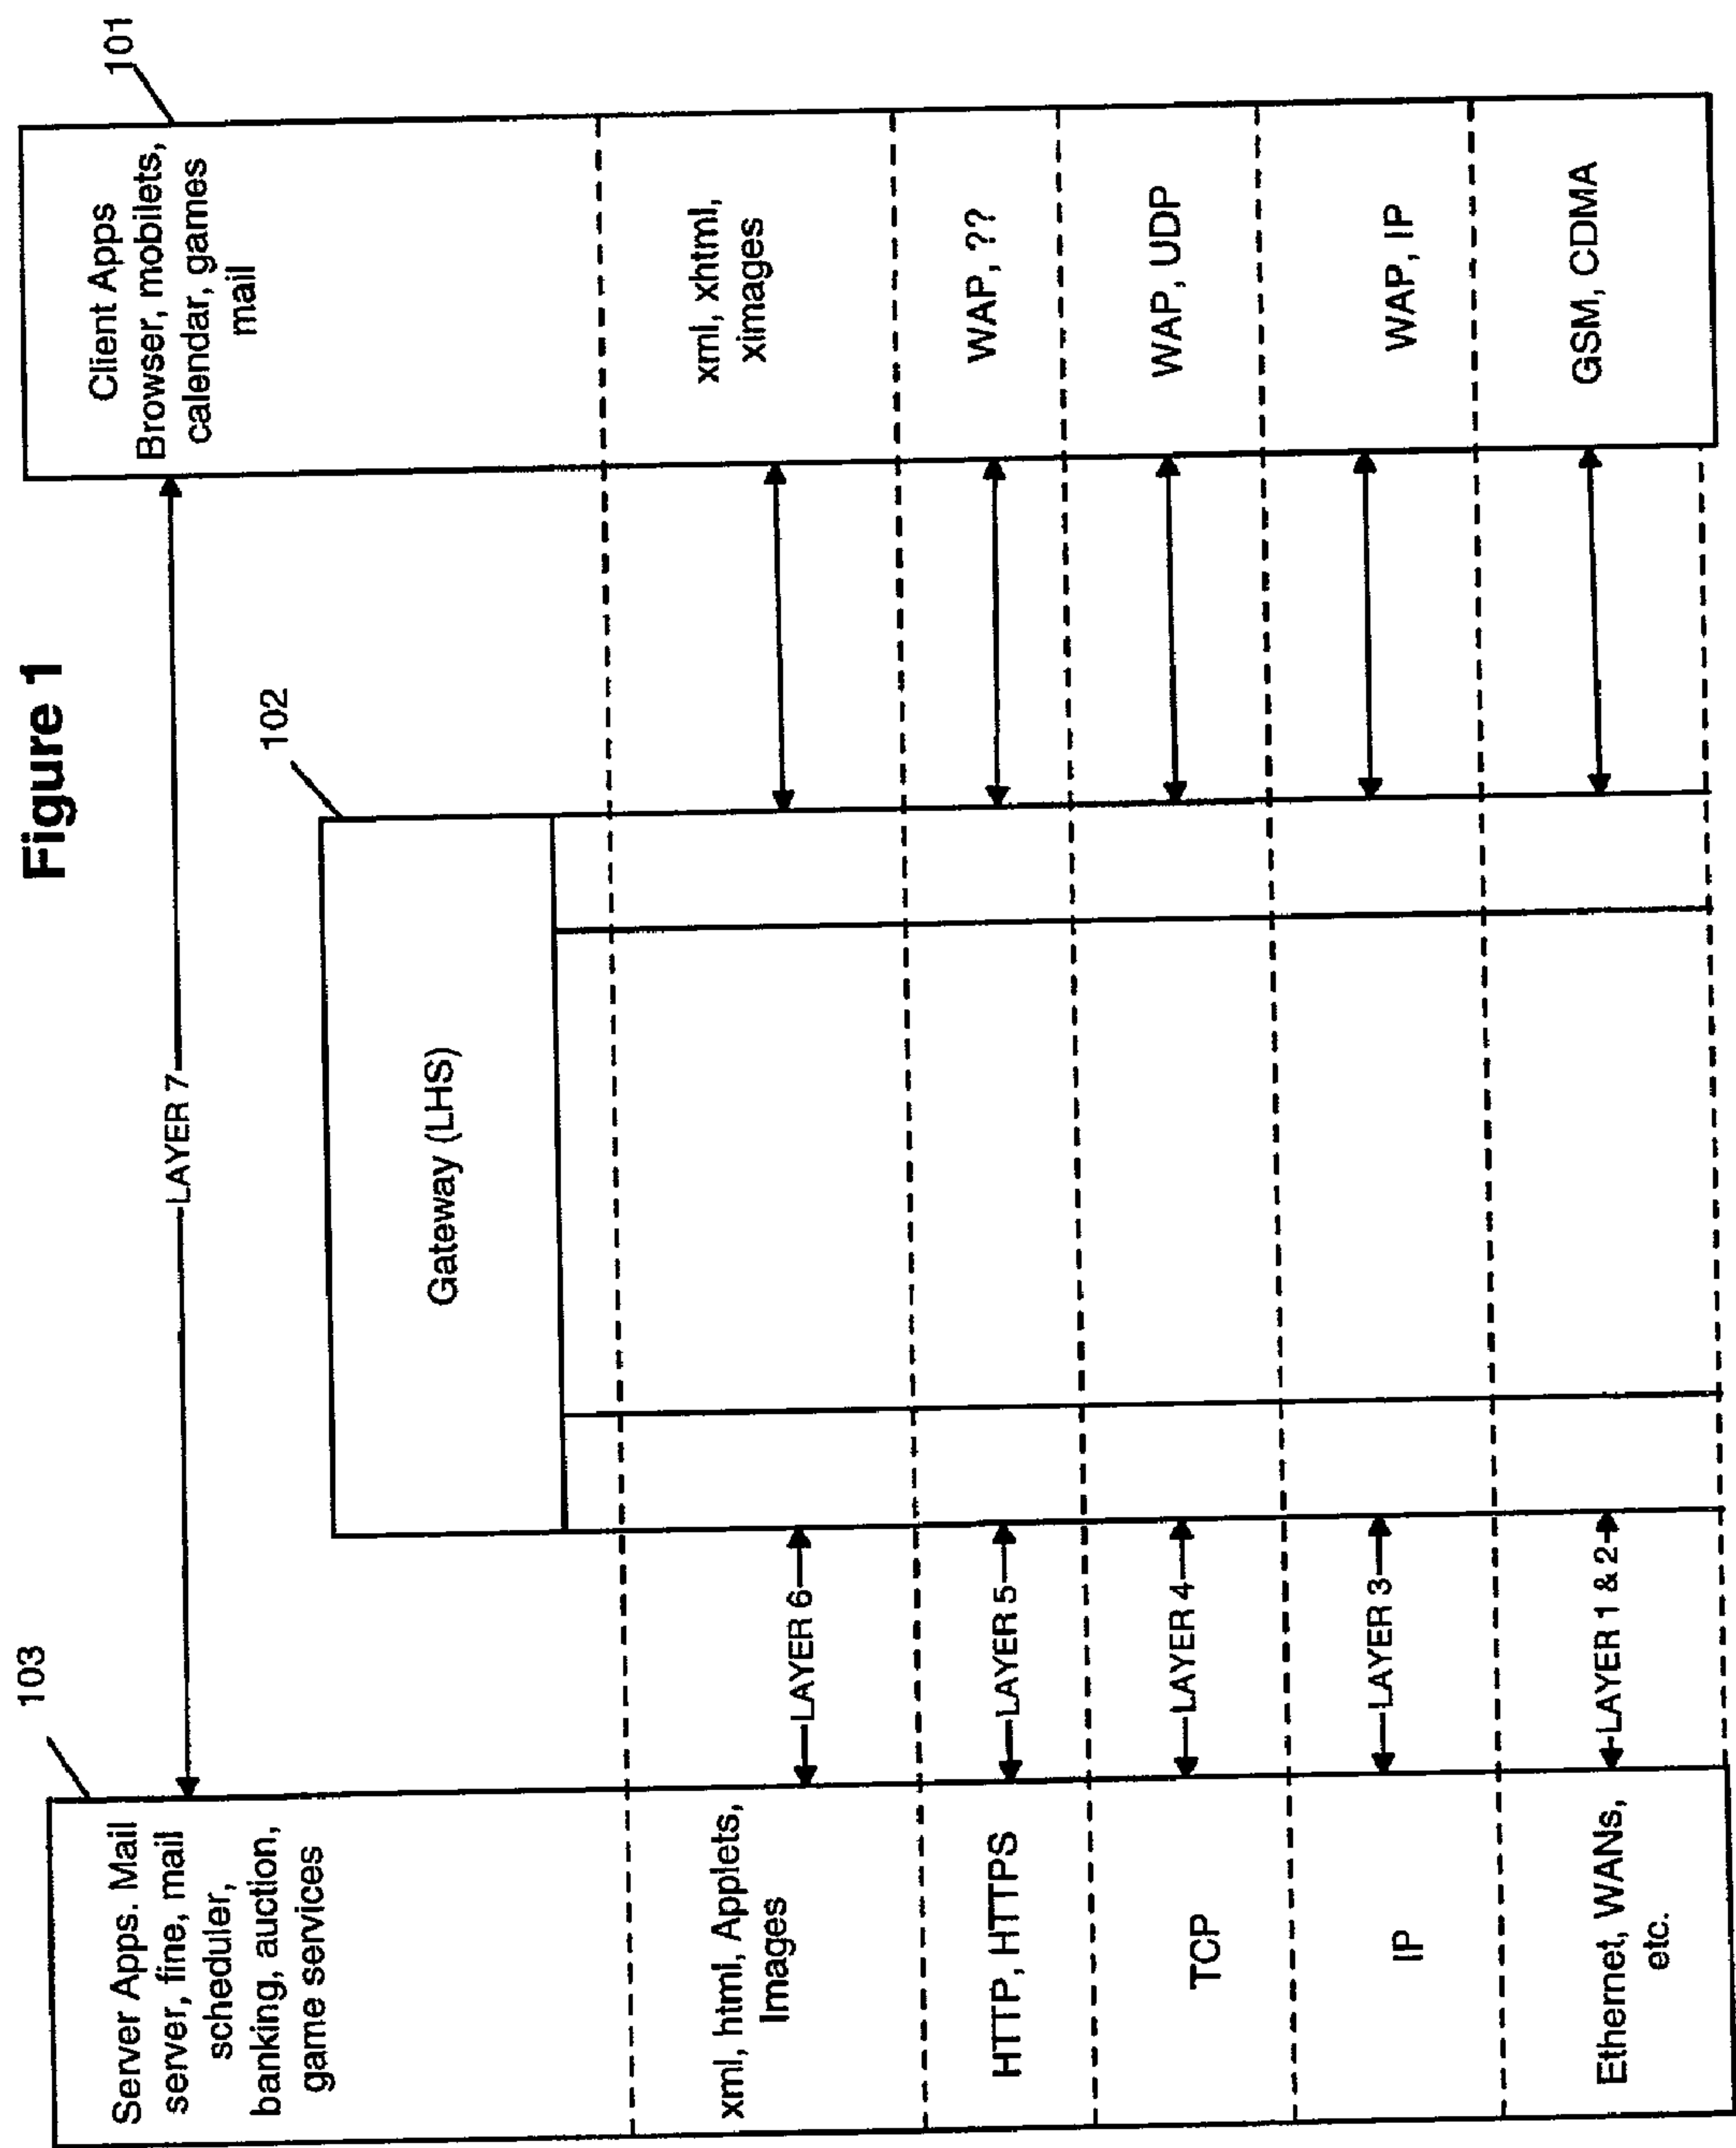 Figure 1
103
101
102
Server Apps. Mail
server, fine, mail
scheduler,
banking, auction,
game services
LAYER 7
Client Apps
Browser, mobilets,
calendar, games
mail
Gateway (LHS)
xml, html, Applets,
Images
LAYER 6
xml, xhtml,
ximages
HTTP, HTTPS
LAYER 5
WAP, ??
TCP
LAYER 4
WAP, UDP
IP
LAYER 3
WAP, IP
Ethernet, WANs,
etc.
LAYER 1 & 2
GSM, CDMA